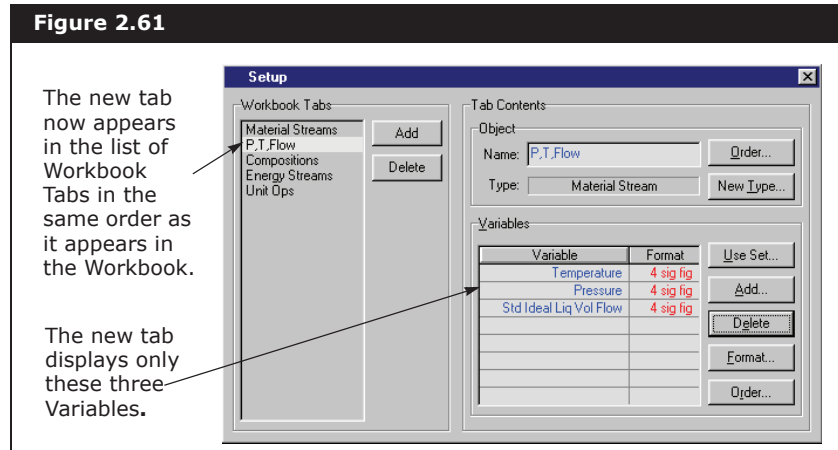 Figure 2.61
The new tab
now appears
in the list of
Workbook
Tabs in the
same order as
it appears in
the Workbook.
The new tab
displays only
these three
Variables.
Setup
Workbook Tabs
Material Streams
P,T,Flow
Compositions
Energy Streams
Unit Ops
Add
Delete
Tab Contents
Object
Name: P,T,Flow
Order...
Type: Material Stream
New Type...
Variables
Variable Format
Temperature 4 sig fig
Pressure 4 sig fig
Std Ideal Liq Vol Flow 4 sig fig
Use Set...
Add...
Delete
Format...
Order...